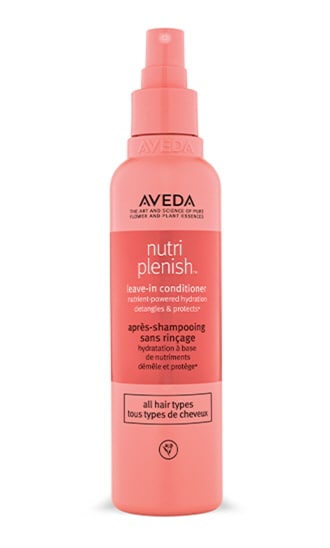 AVEDA
AVEDA
THE ART AND SCIENCE OF PURE
FLOWER AND PLANT ESSENCES
nutri
plenish™
leave-in conditioner
nutrient-powered hydration
detangles & protects*
après-shampooing
sans rinçage
hydratation à base
de nutriments
démêle et protège*
all hair types
tous types de cheveux